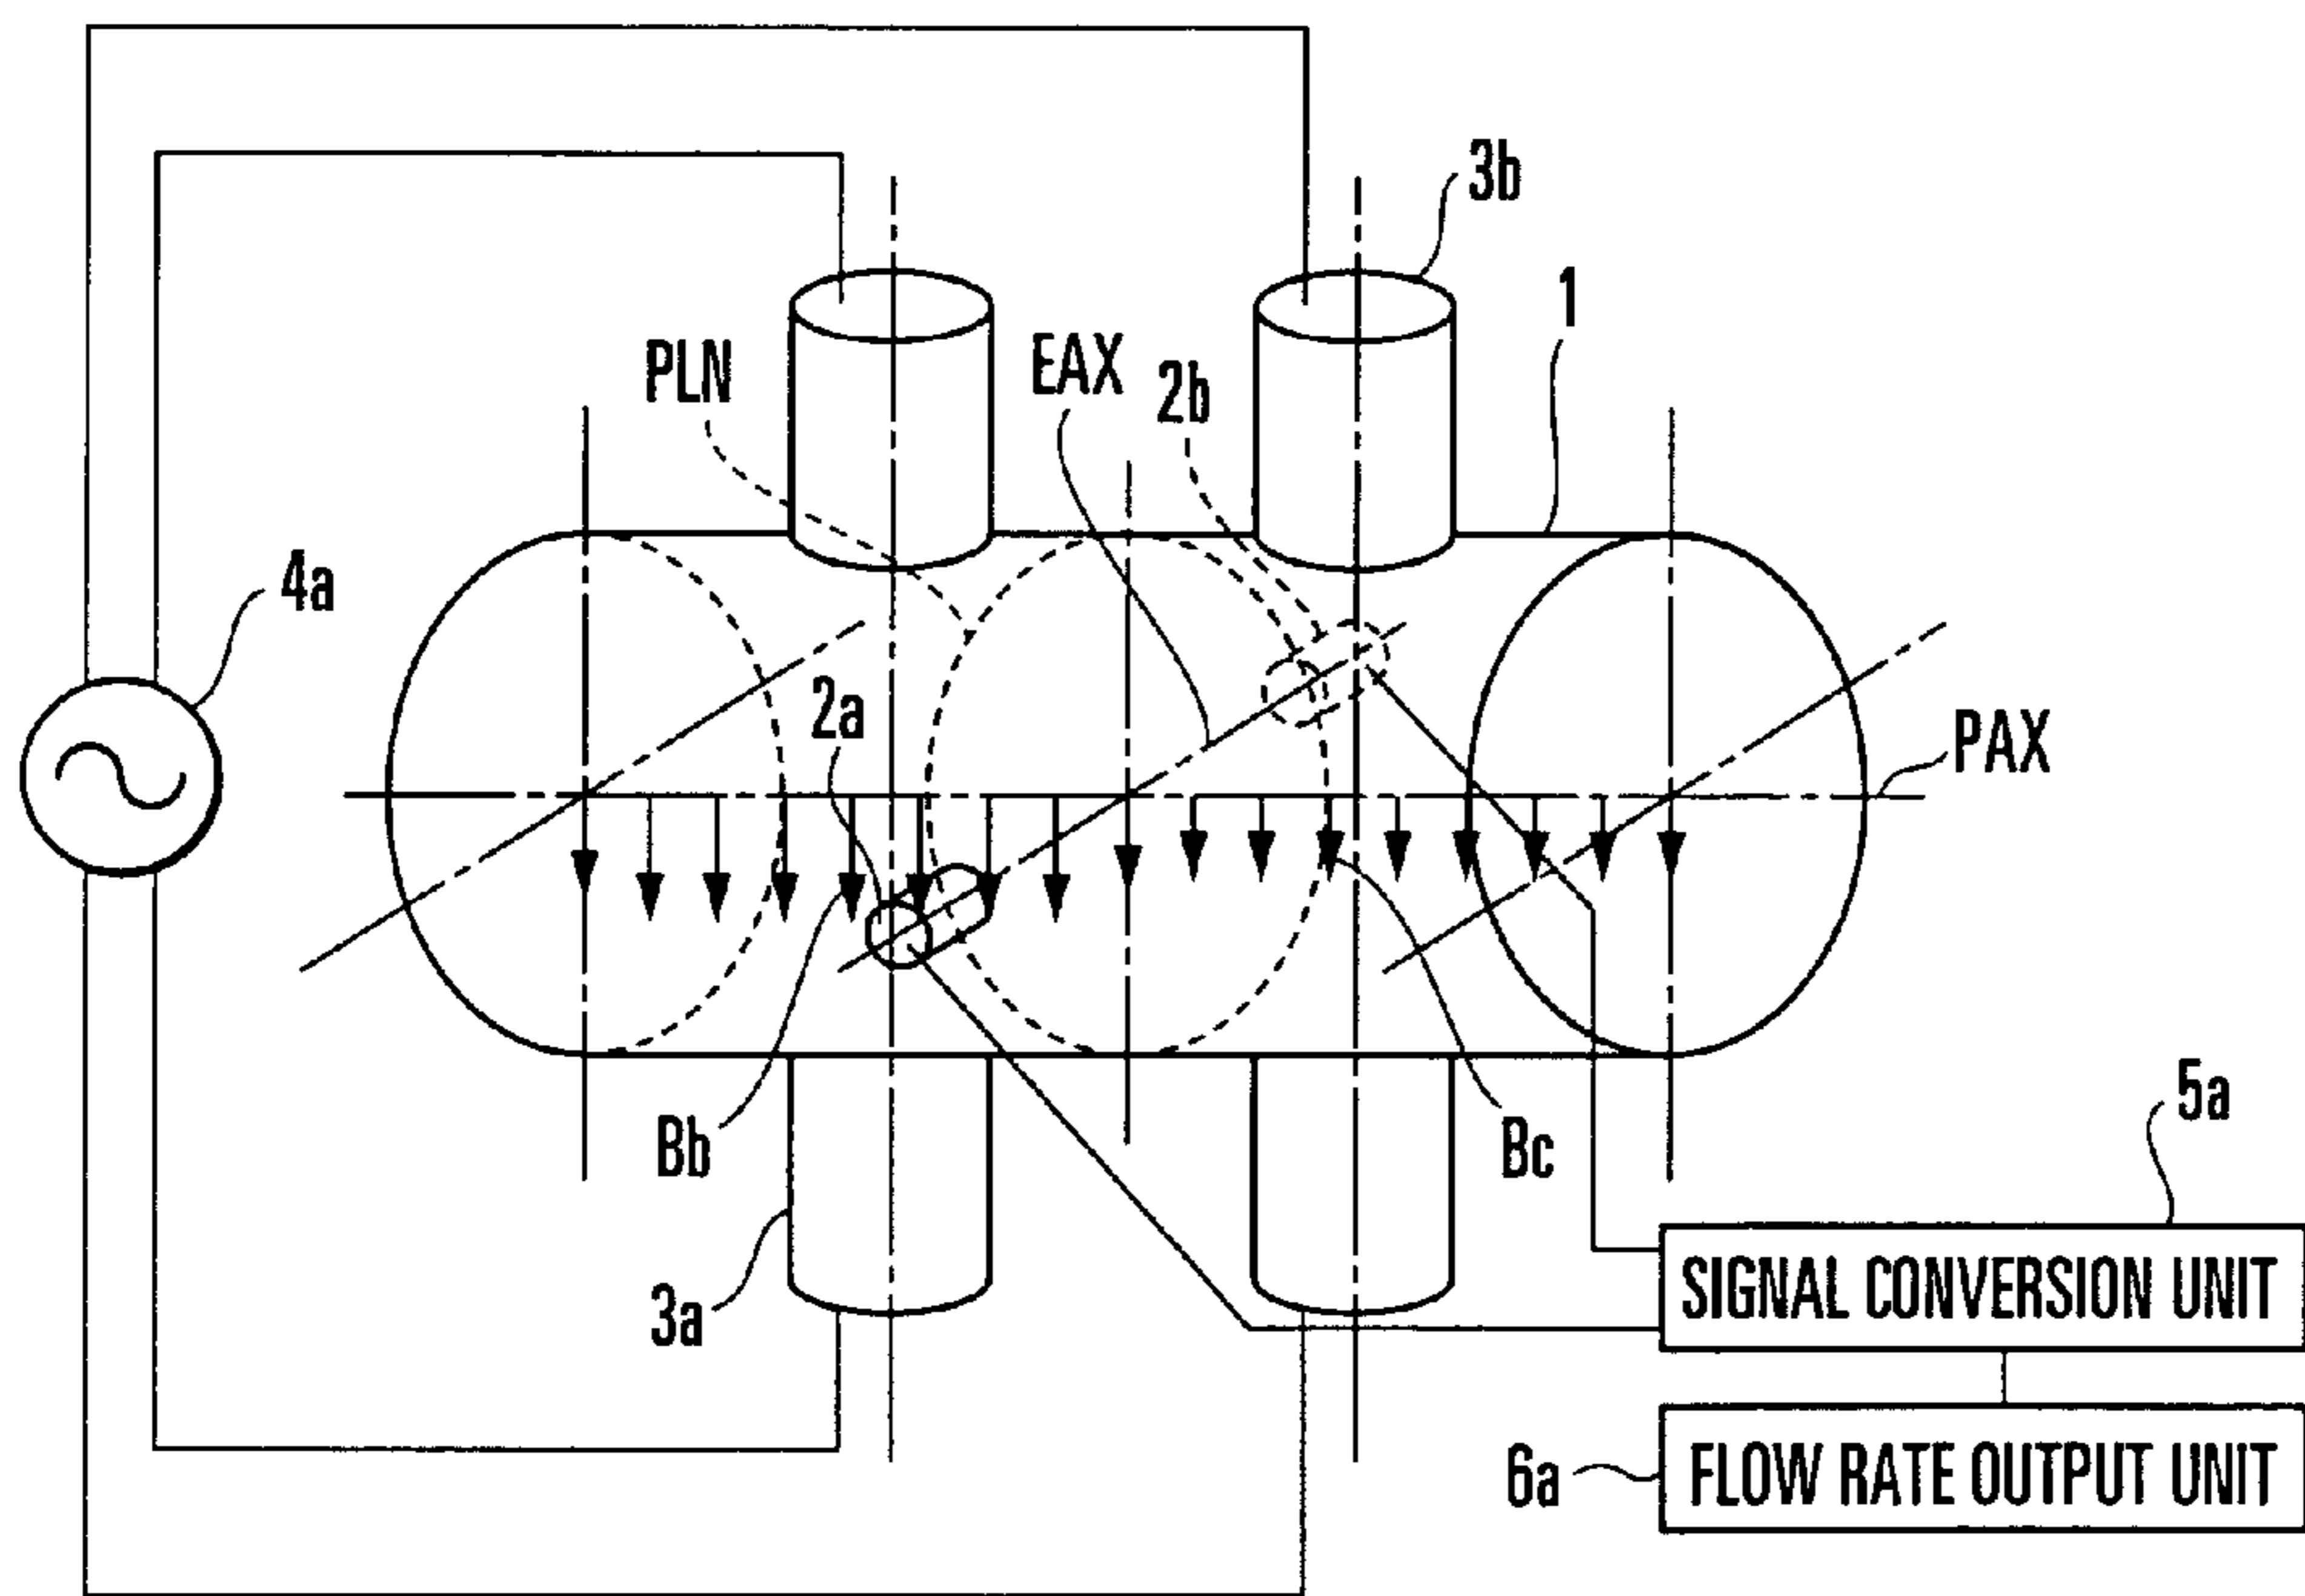 3b
1
PLN
EAX
2b
4a
2a
PAX
Bb
Bc
5a
3a
SIGNAL CONVERSION UNIT
6a
FLOW RATE OUTPUT UNIT